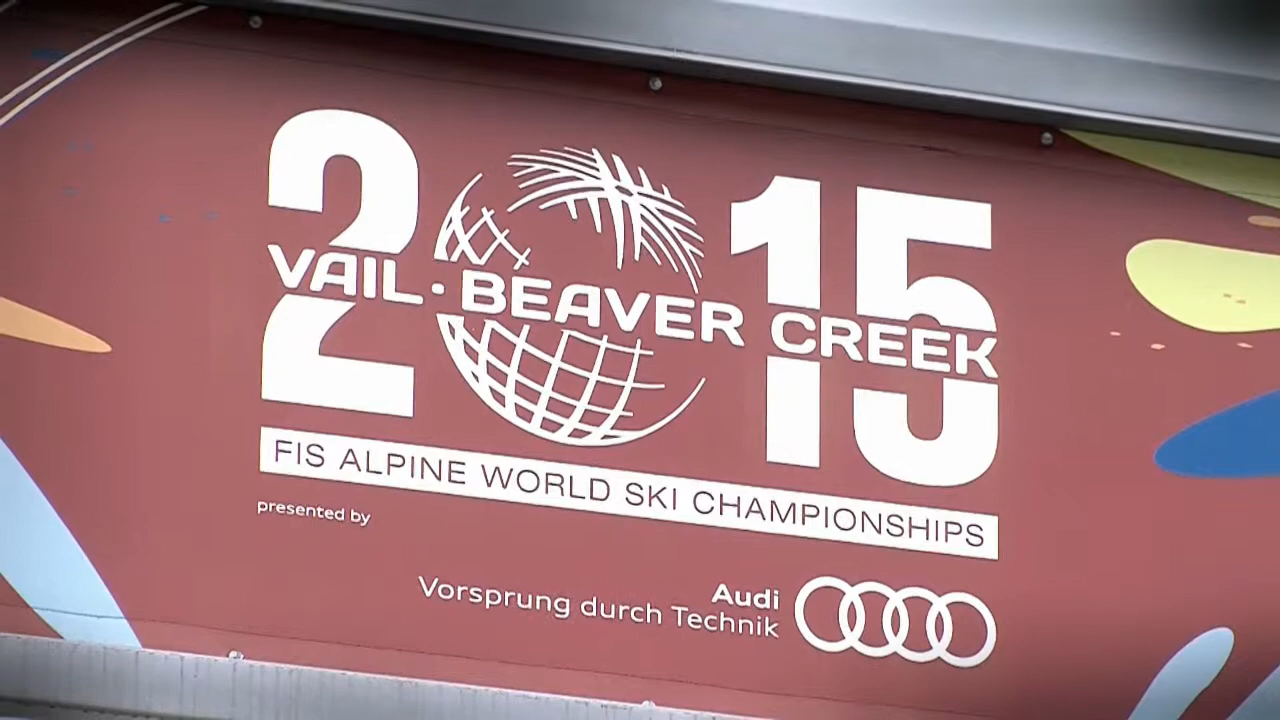 2015
VAIL · BEAVER CREEK
FIS ALPINE WORLD SKI CHAMPIONSHIPS
presented by
Audi
Vorsprung durch Technik